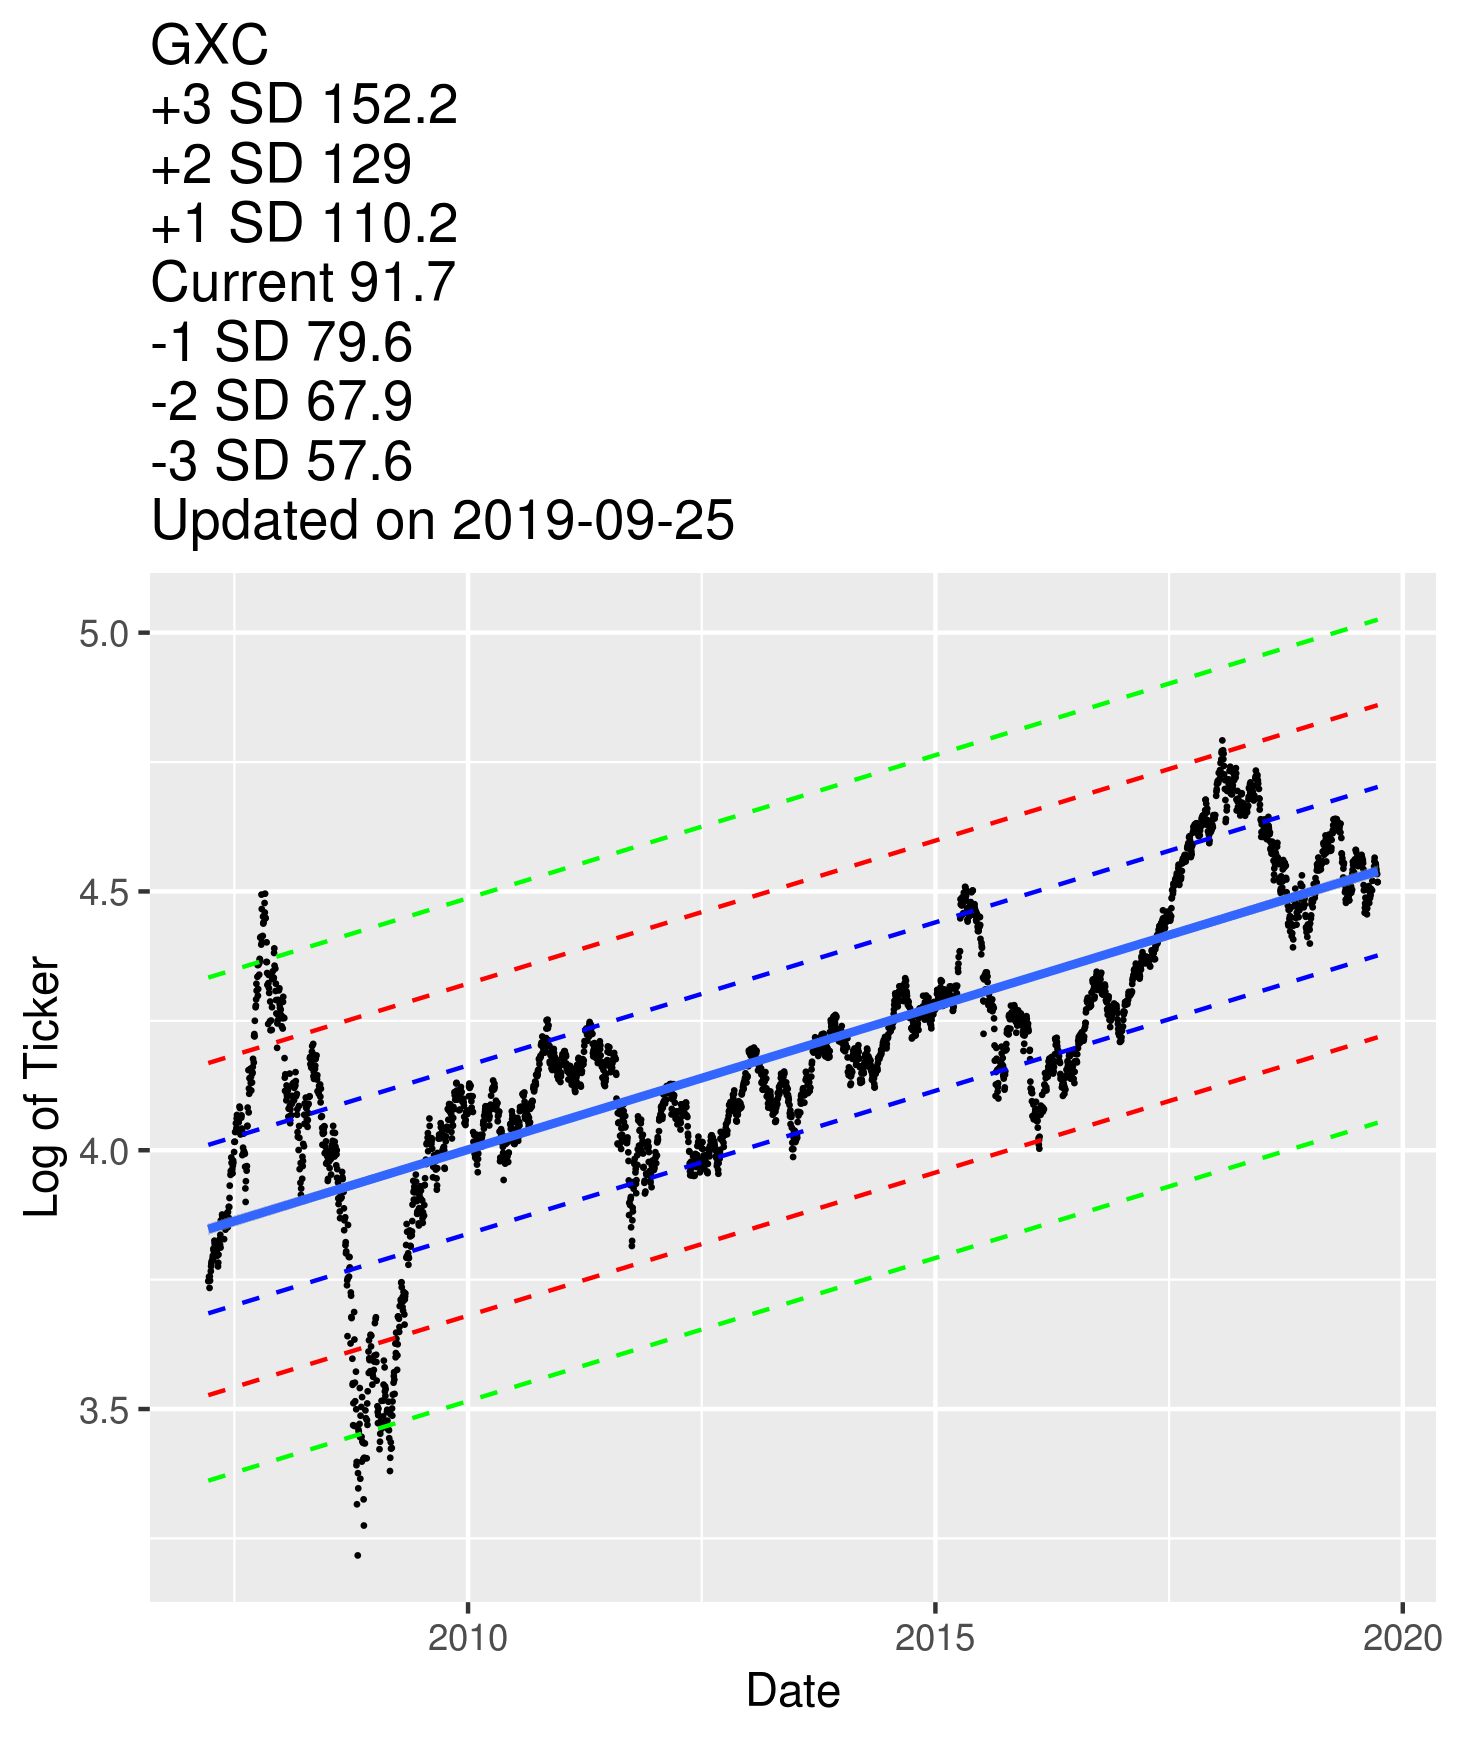 GXC
+3 SD 152.2
+2 SD 129
+1 SD 110.2
Current 91.7
-1 SD 79.6
-2 SD 67.9
-3 SD 57.6
Updated on 2019-09-25
5.0
4.5
4.0
3.5
Log of Ticker
2010
2015
2020
Date